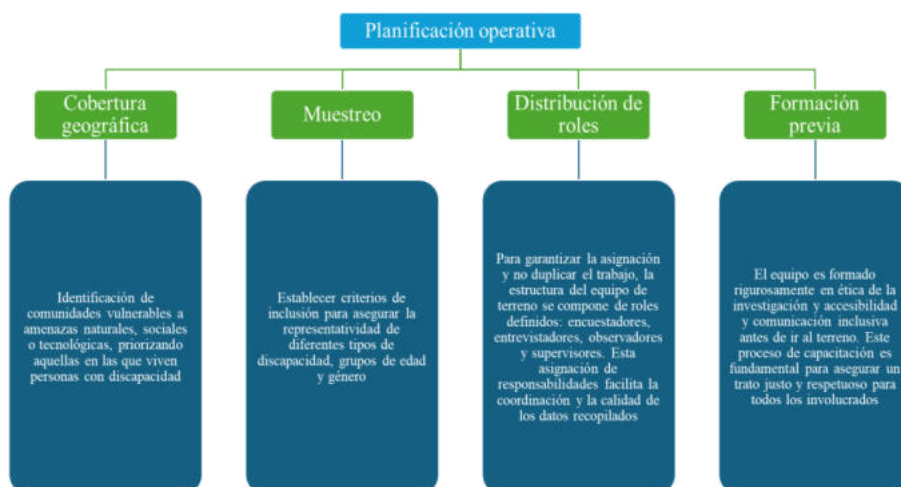 Planificación operativa
Cobertura
geográfica
Muestreo
Distribución de
roles
Formación
previa
Identificación de
comunidades vulnerables a
amenazas naturales, sociales
o tecnológicas, priorizando
aquellas en las que viven
personas con discapacidad
Establecer criterios de
inclusión para asegurar la
representatividad de
diferentes tipos de
discapacidad, grupos de edad
y género
Para garantizar la asignación
y no duplicar el trabajo, la
estructura del equipo de
terreno se compone de roles
definidos: encuestadores,
entrevistadores, observadores
y supervisores. Esta
asignación de
responsabilidades facilita la
coordinación y la calidad de
los datos recopilados
El equipo es formado
rigurosamente en ética de la
investigación y accesibilidad
y comunicación inclusiva
antes de ir al terreno. Este
proceso de capacitación es
fundamental para asegurar un
trato justo y respetuoso para
todos los involucrados